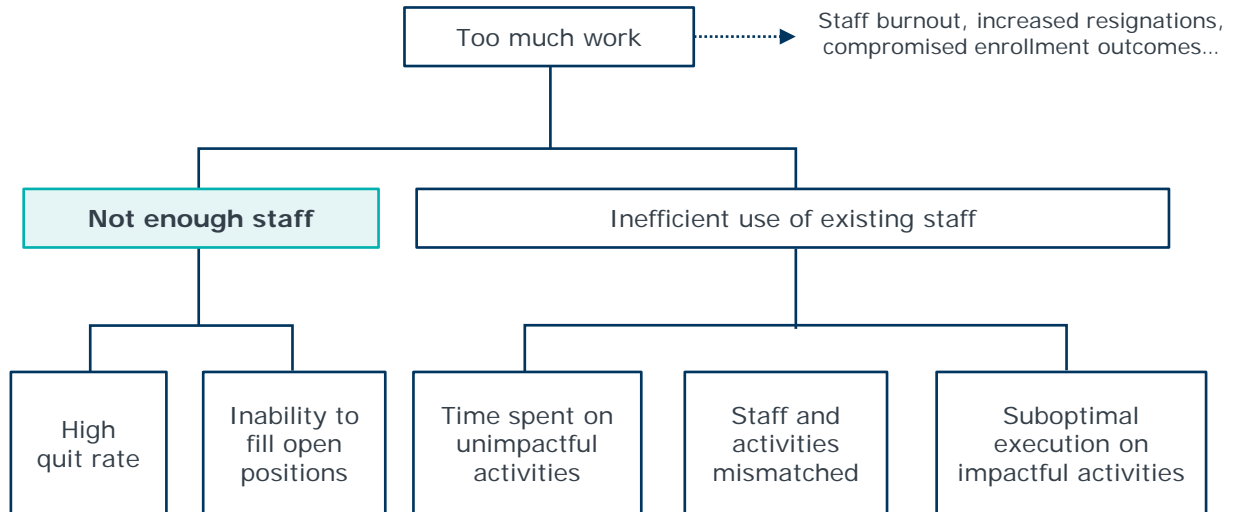 Too much work
Staff burnout, increased resignations,
compromised enrollment outcomes...
Not enough staff
Inefficient use of existing staff
High
quit rate
Inability to
fill open
positions
Time spent on
unimpactful
activities
Staff and
activities
mismatched
Suboptimal
execution on
impactful activities